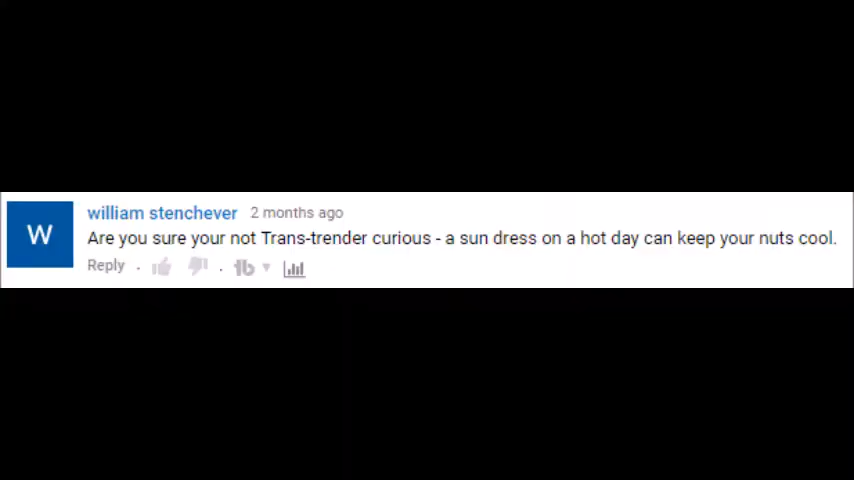 W
william stenchever 2 months ago
Are you sure your not Trans-trender curious - a sun dress on a hot day can keep your nuts cool.
Reply
tb